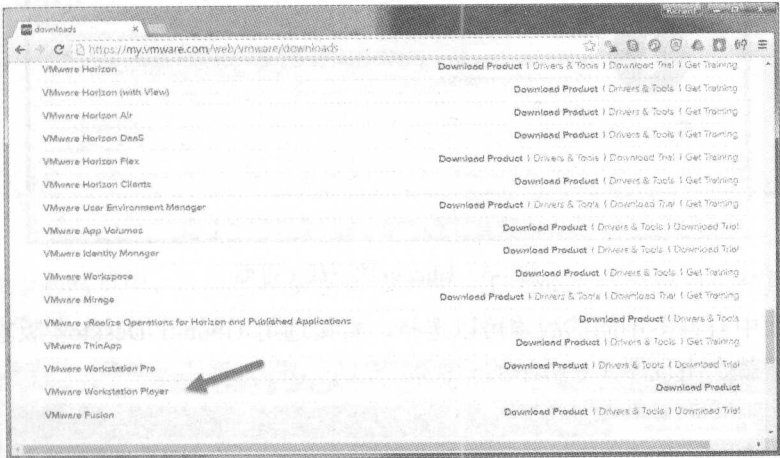 downloads
https://my.vmware.com/web/vmware/downloads
VMware Horizon Download Product | Drivers & Tools | Download Trial | Get Training
VMware Horizon (with View) Download Product | Drivers & Tools | Get Training
VMware Horizon Air Download Product | Drivers & Tools | Get Training
VMware Horizon DaaS Download Product | Drivers & Tools | Get Training
VMware Horizon Flex Download Product | Drivers & Tools | Download Trial | Get Training
VMware Horizon Clients Download Product | Drivers & Tools | Get Training
VMware User Environment Manager Download Product | Drivers & Tools | Download Trial | Get Training
VMware App Volumes Download Product | Drivers & Tools | Download Trial
VMware Identity Manager Download Product | Drivers & Tools | Download Trial
VMware Workspace Download Product | Drivers & Tools | Get Training
VMware Mirage Download Product | Drivers & Tools | Download Trial | Get Training
VMware vRealize Operations for Horizon and Published Applications Download Product | Drivers & Tools
VMware ThinApp Download Product | Drivers & Tools | Get Training
VMware Workstation Pro Download Product | Drivers & Tools | Download Trial
VMware Workstation Player Download Product
VMware Fusion Download Product | Drivers & Tools | Download Trial